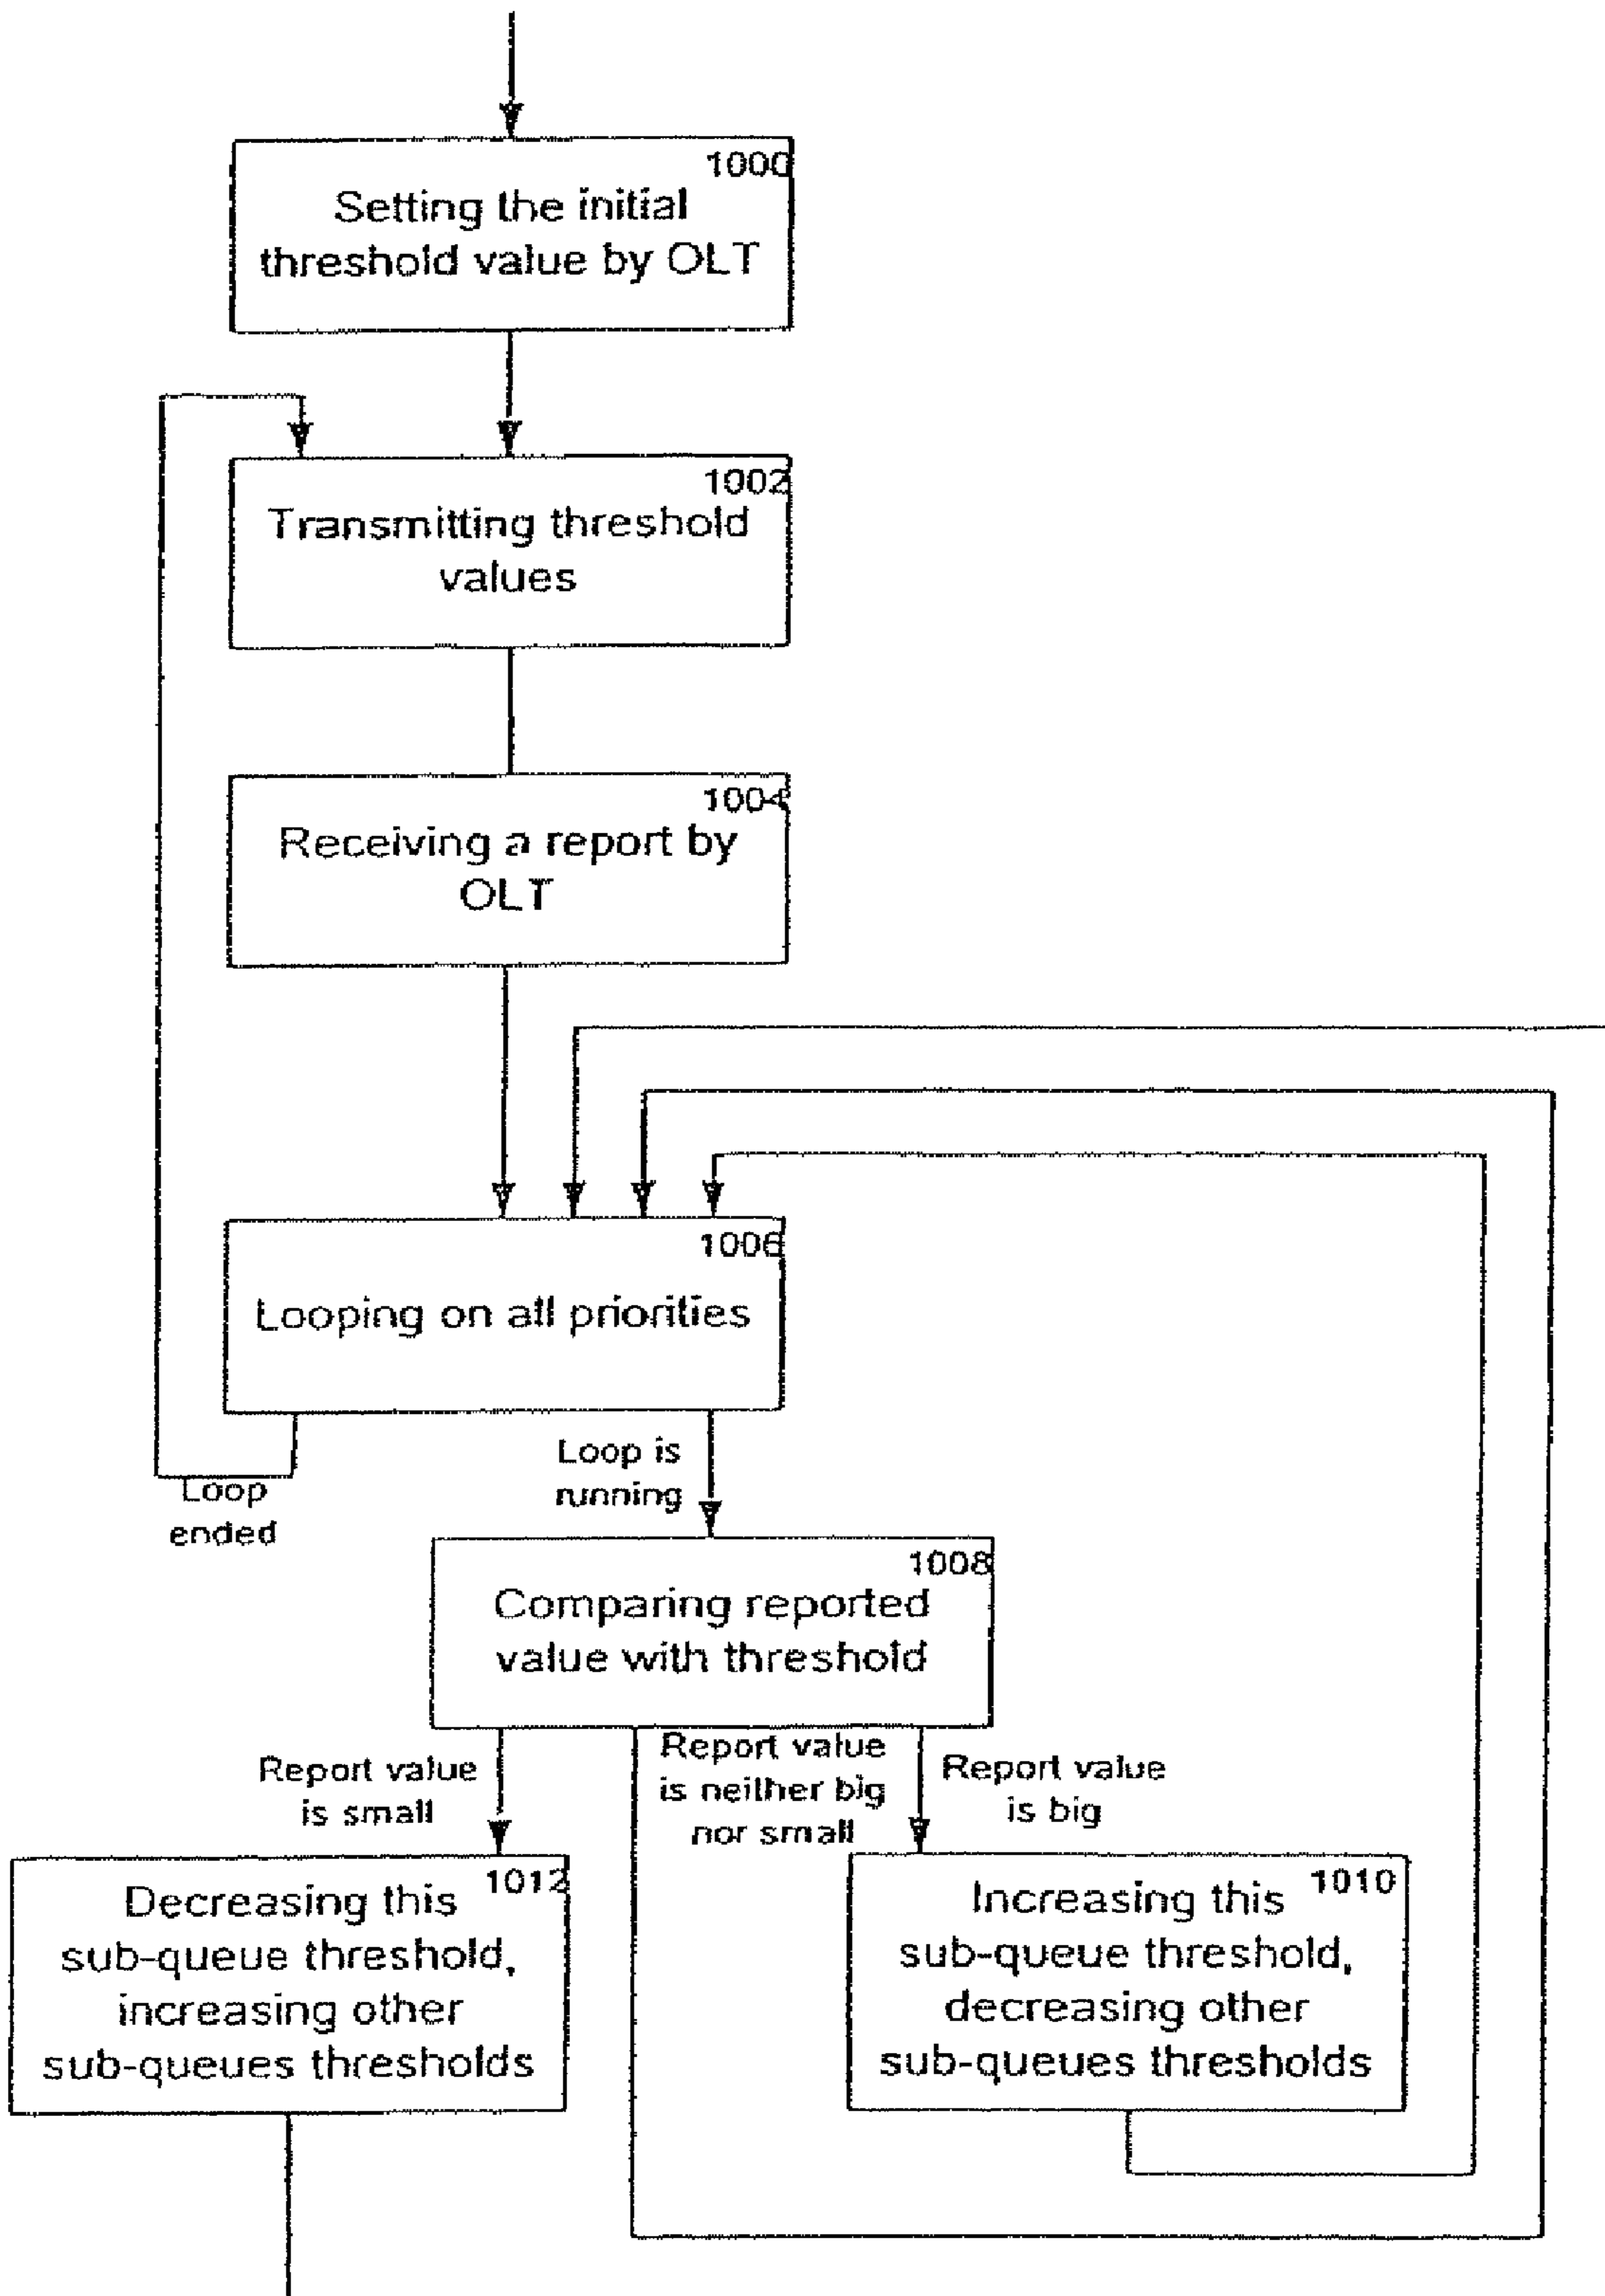 1000
Setting the initial
threshold value by OLT
1002
Transmitting threshold
values
1004
Receiving a report by
OLT
1006
Looping on all priorities
Loop is
running
Loop
ended
1008
Comparing reported
value with threshold
Report value
is small
Report value
is neither big
nor small
Report value
is big
1012
Decreasing this
sub-queue threshold,
increasing other
sub-queues thresholds
1010
Increasing this
sub-queue threshold,
decreasing other
sub-queues thresholds